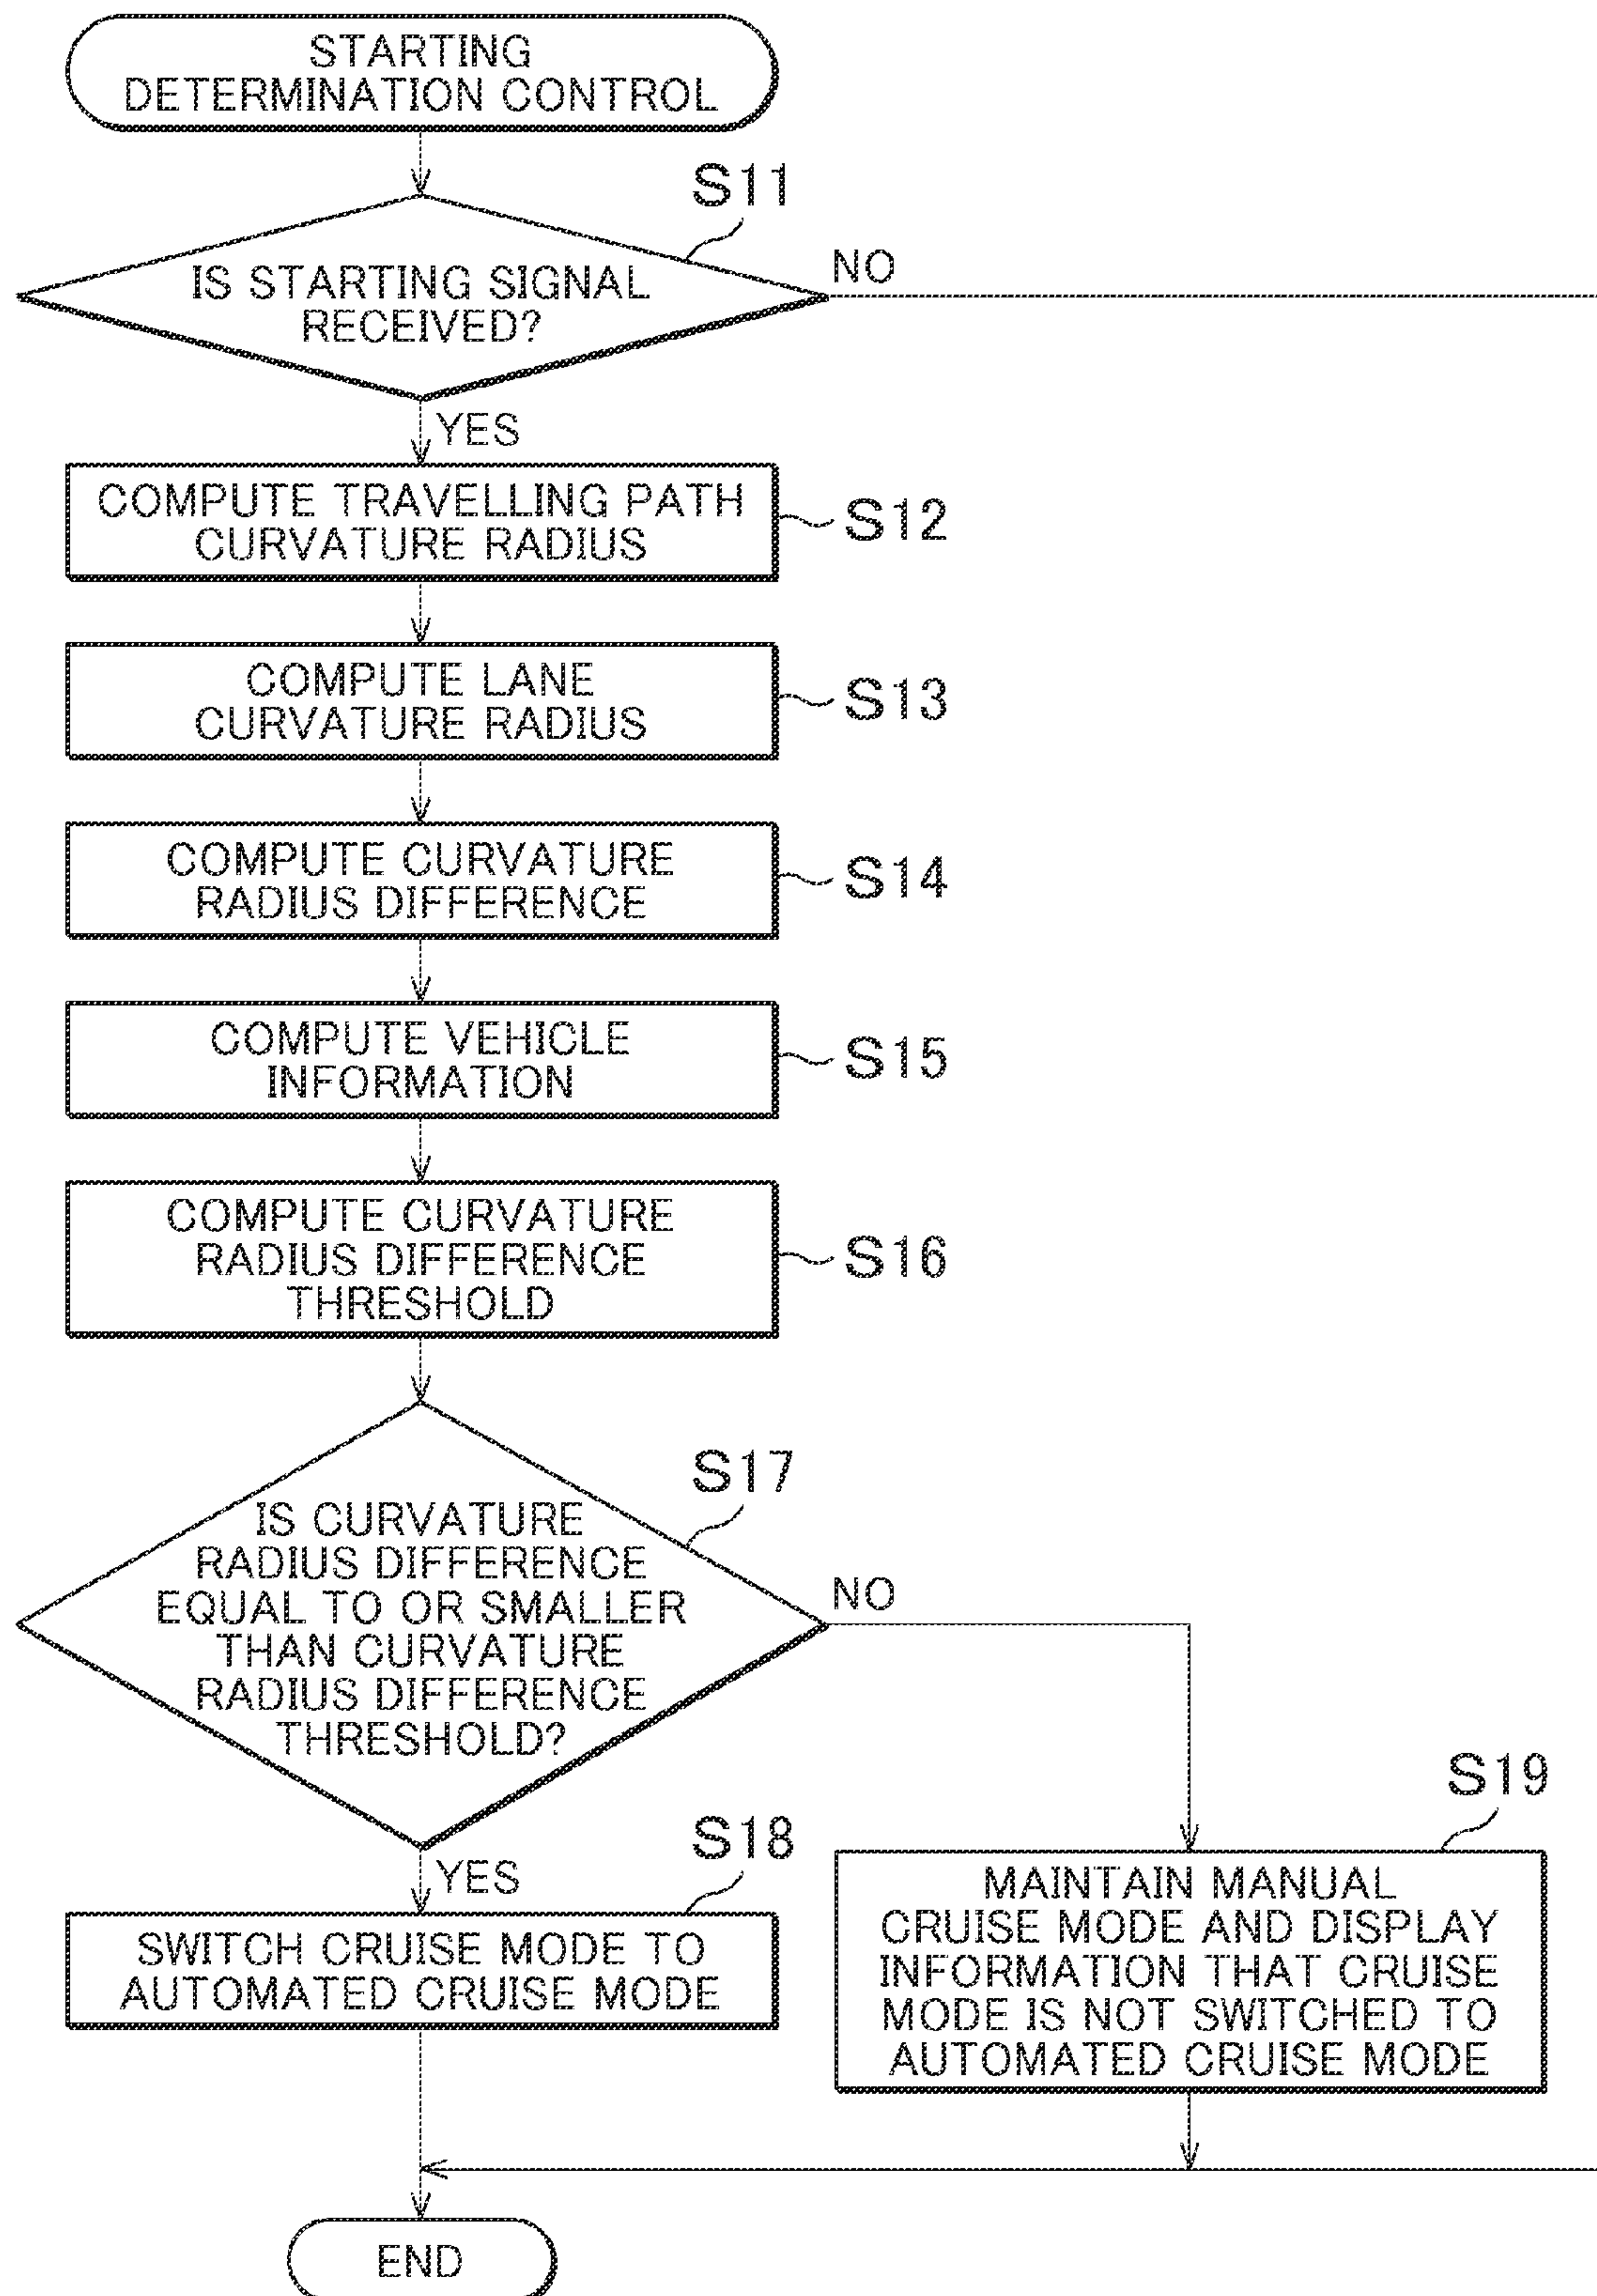 STARTING
DETERMINATION CONTROL
S11
IS STARTING SIGNAL
RECEIVED?
NO
YES
COMPUTE TRAVELLING PATH
CURVATURE RADIUS
S12
COMPUTE LANE
CURVATURE RADIUS
S13
COMPUTE CURVATURE
RADIUS DIFFERENCE
S14
COMPUTE VEHICLE
INFORMATION
S15
COMPUTE CURVATURE
RADIUS DIFFERENCE
THRESHOLD
S16
S17
IS CURVATURE
RADIUS DIFFERENCE
EQUAL TO OR SMALLER
THAN CURVATURE
RADIUS DIFFERENCE
THRESHOLD?
NO
YES
S18
SWITCH CRUISE MODE TO
AUTOMATED CRUISE MODE
S19
MAINTAIN MANUAL
CRUISE MODE AND DISPLAY
INFORMATION THAT CRUISE
MODE IS NOT SWITCHED TO
AUTOMATED CRUISE MODE
END